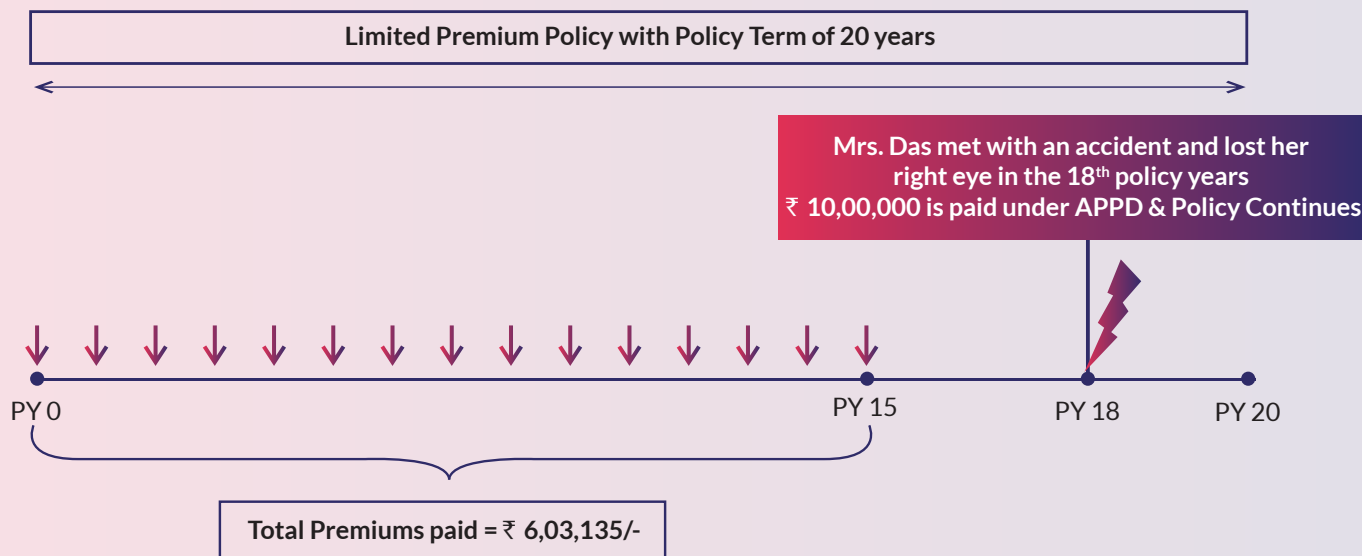 Limited Premium Policy with Policy Term of 20 years
Mrs. Das met with an accident and lost her
right eye in the 18th policy years
₹ 10,00,000 is paid under APPD & Policy Continues
PY 0
PY 15
PY 18
PY 20
Total Premiums paid = ₹ 6,03,135/-